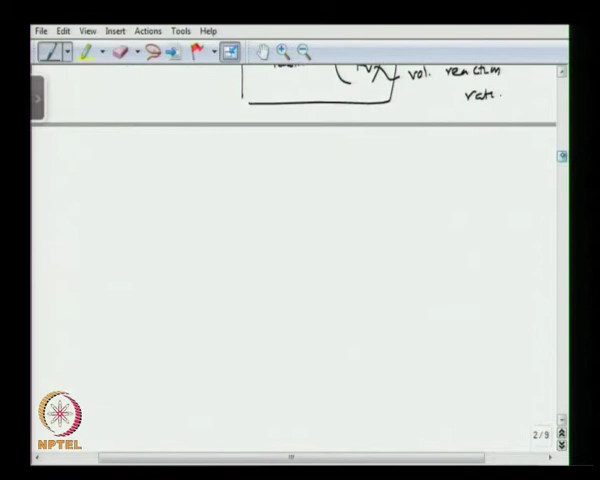 File Edit View Insert Actions Tools Help
vol. reaction
rate.
2/9
NPTEL